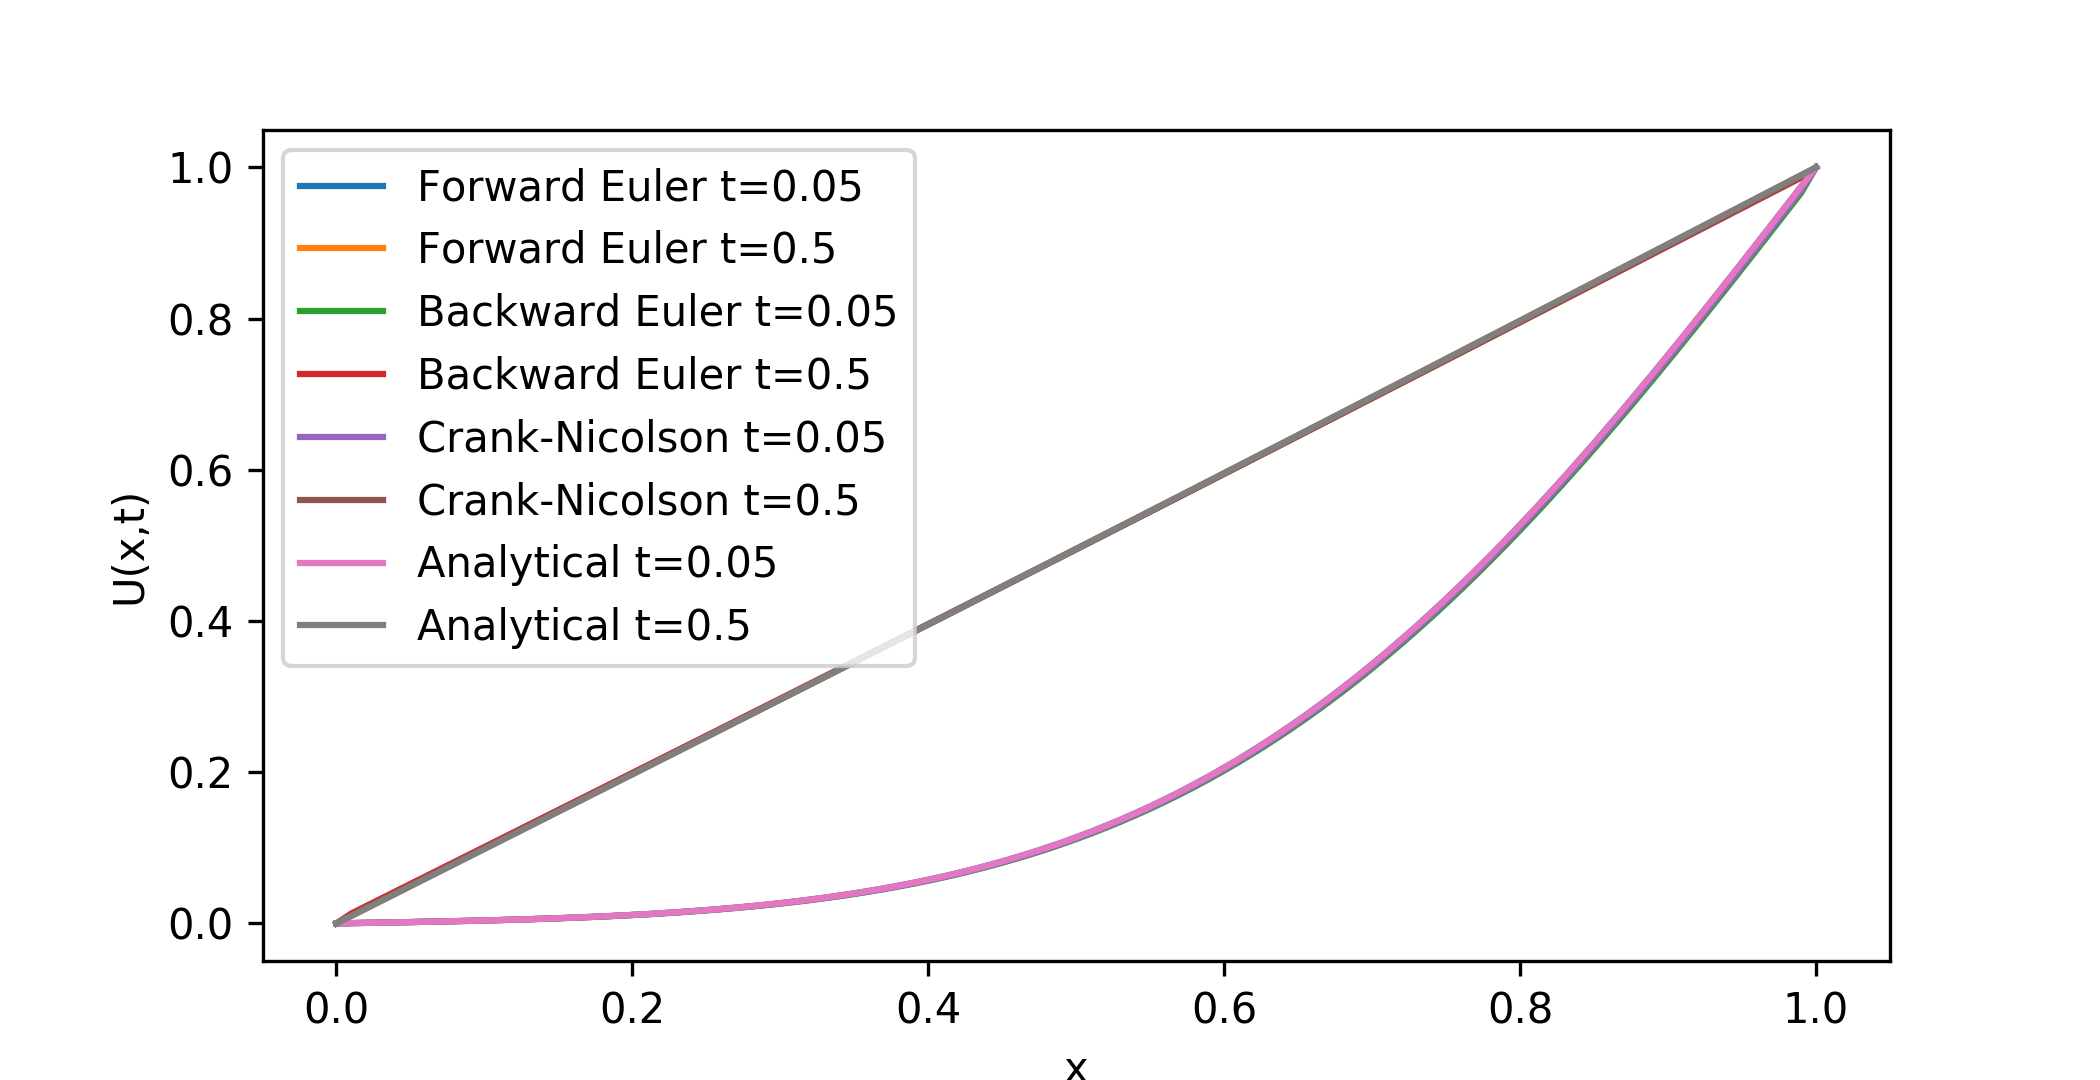 1.0
0.8
0.6
0.4
0.2
0.0
U(x,t)
Forward Euler t=0.05
Forward Euler t=0.5
Backward Euler t=0.05
Backward Euler t=0.5
Crank-Nicolson t=0.05
Crank-Nicolson t=0.5
Analytical t=0.05
Analytical t=0.5
0.0 0.2 0.4 0.6 0.8 1.0
x